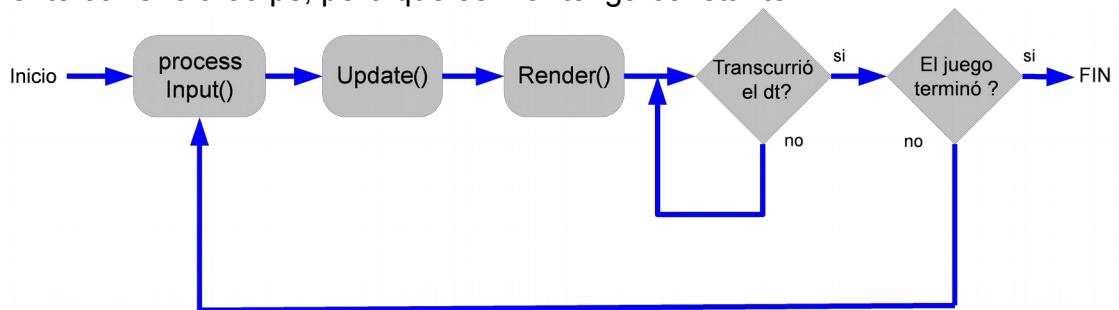 Inicio
process
Input()
Update()
Render()
Transcurrió
el dt?
si
no
El juego
terminó ?
si
no
FIN